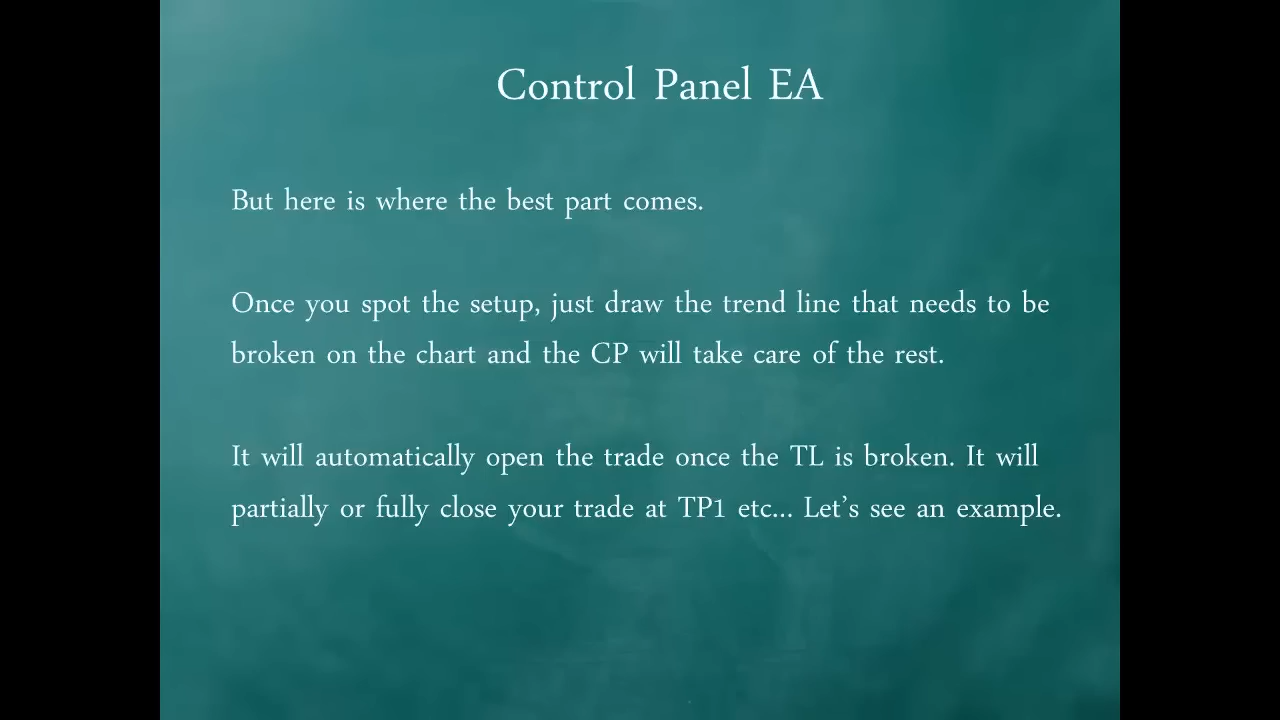 Control Panel EA
But here is where the best part comes.
Once you spot the setup, just draw the trend line that needs to be
broken on the chart and the CP will take care of the rest.
It will automatically open the trade once the TL is broken. It will
partially or fully close your trade at TP1 etc... Let’s see an example.